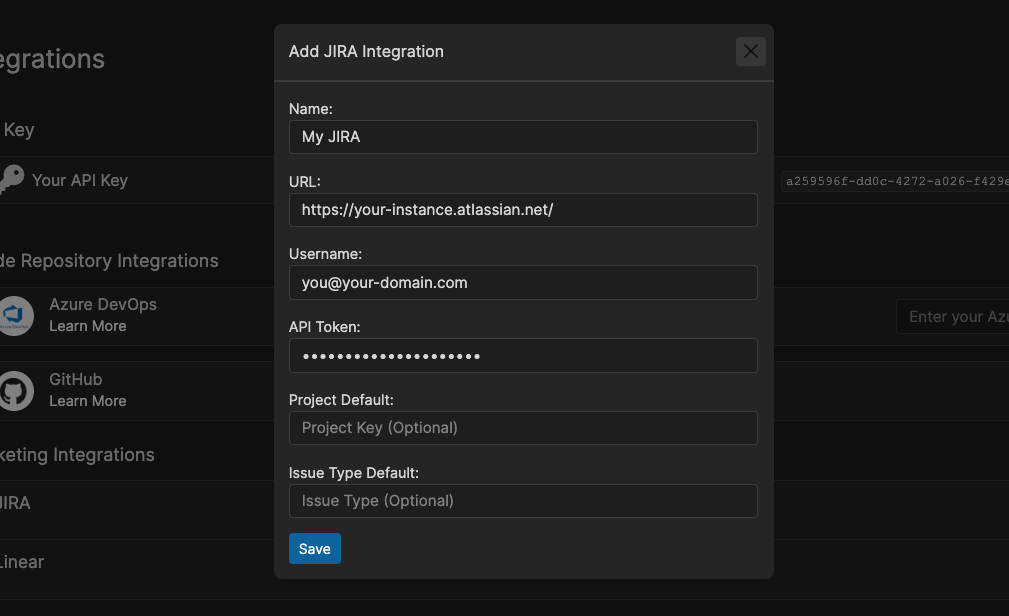 Add JIRA Integration
egrations
Name:
Key
My JIRA
Your API Key
URL:
a259596f-dd0c-4272-a026-f429e
https://your-instance.atlassian.net/
Username:
de Repository Integrations
you@your-domain.com
Azure DevOps
Learn More
Enter your Azu
API Token:
•••••••••••••••••••••
GitHub
Learn More
Project Default:
Project Key (Optional)
keting Integrations
Issue Type Default:
JIRA
Issue Type (Optional)
Save
Linear